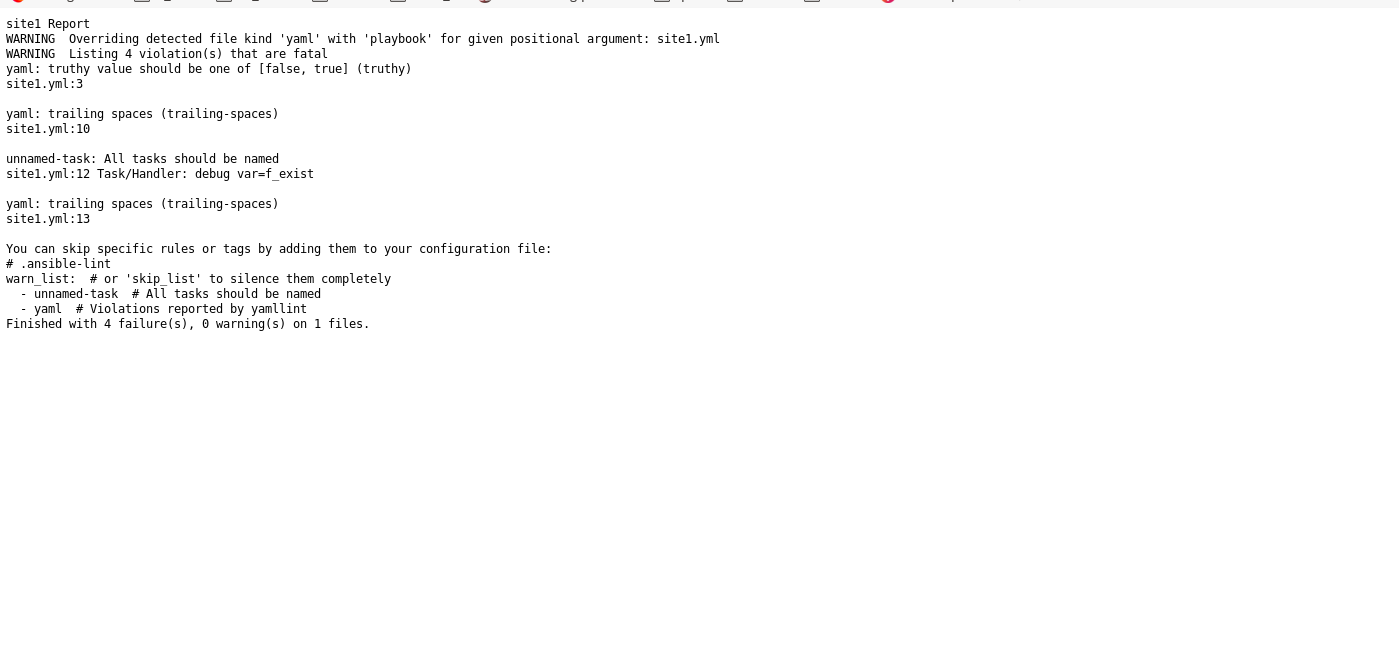 site1 Report
WARNING  Overriding detected file kind 'yaml' with 'playbook' for given positional argument: site1.yml
WARNING  Listing 4 violation(s) that are fatal
yaml: truthy value should be one of [false, true] (truthy)
site1.yml:3
yaml: trailing spaces (trailing-spaces)
site1.yml:10
unnamed-task: All tasks should be named
site1.yml:12 Task/Handler: debug var=f_exist
yaml: trailing spaces (trailing-spaces)
site1.yml:13
You can skip specific rules or tags by adding them to your configuration file:
# .ansible-lint
warn_list:  # or 'skip_list' to silence them completely
  - unnamed-task  # All tasks should be named
  - yaml  # Violations reported by yamllint
Finished with 4 failure(s), 0 warning(s) on 1 files.